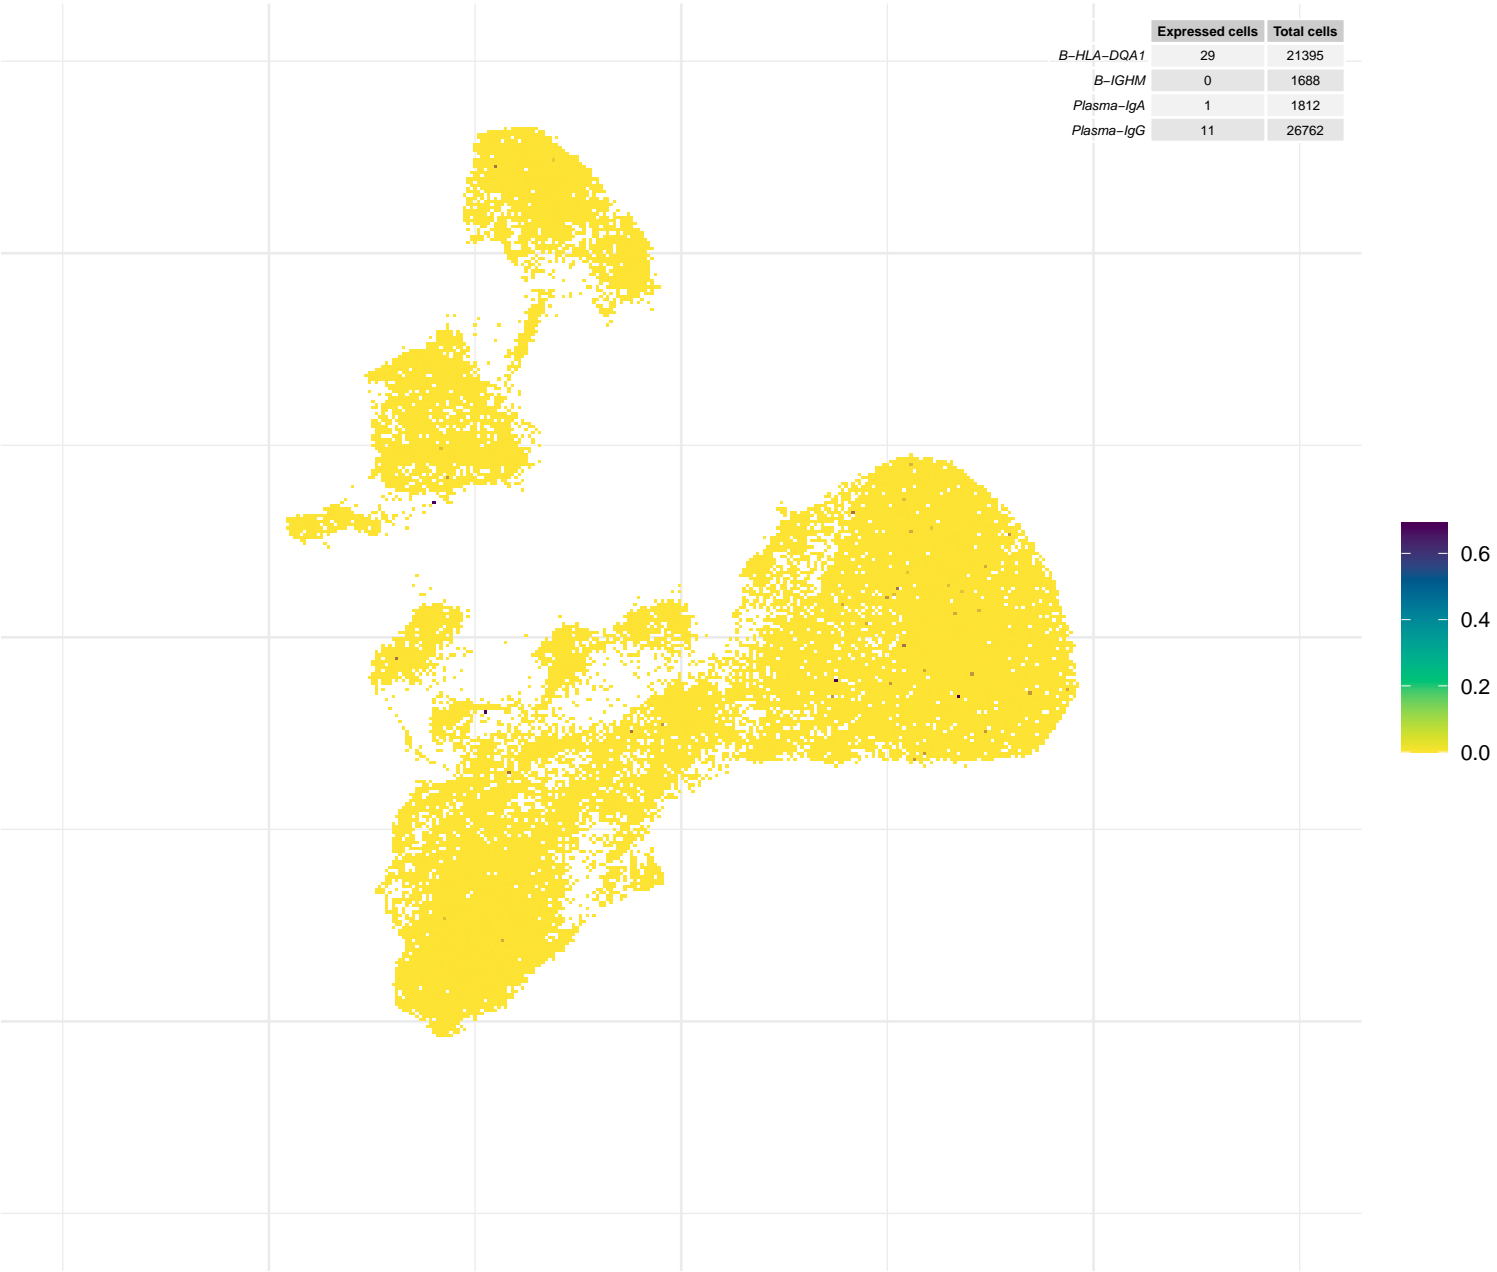 Expressed cells Total cells
B−HLA−DQA1 29 21395
B−IGHM 0 1688
Plasma−IgA 1 1812
Plasma−IgG 11 26762
0.6
0.4
0.2
0.0